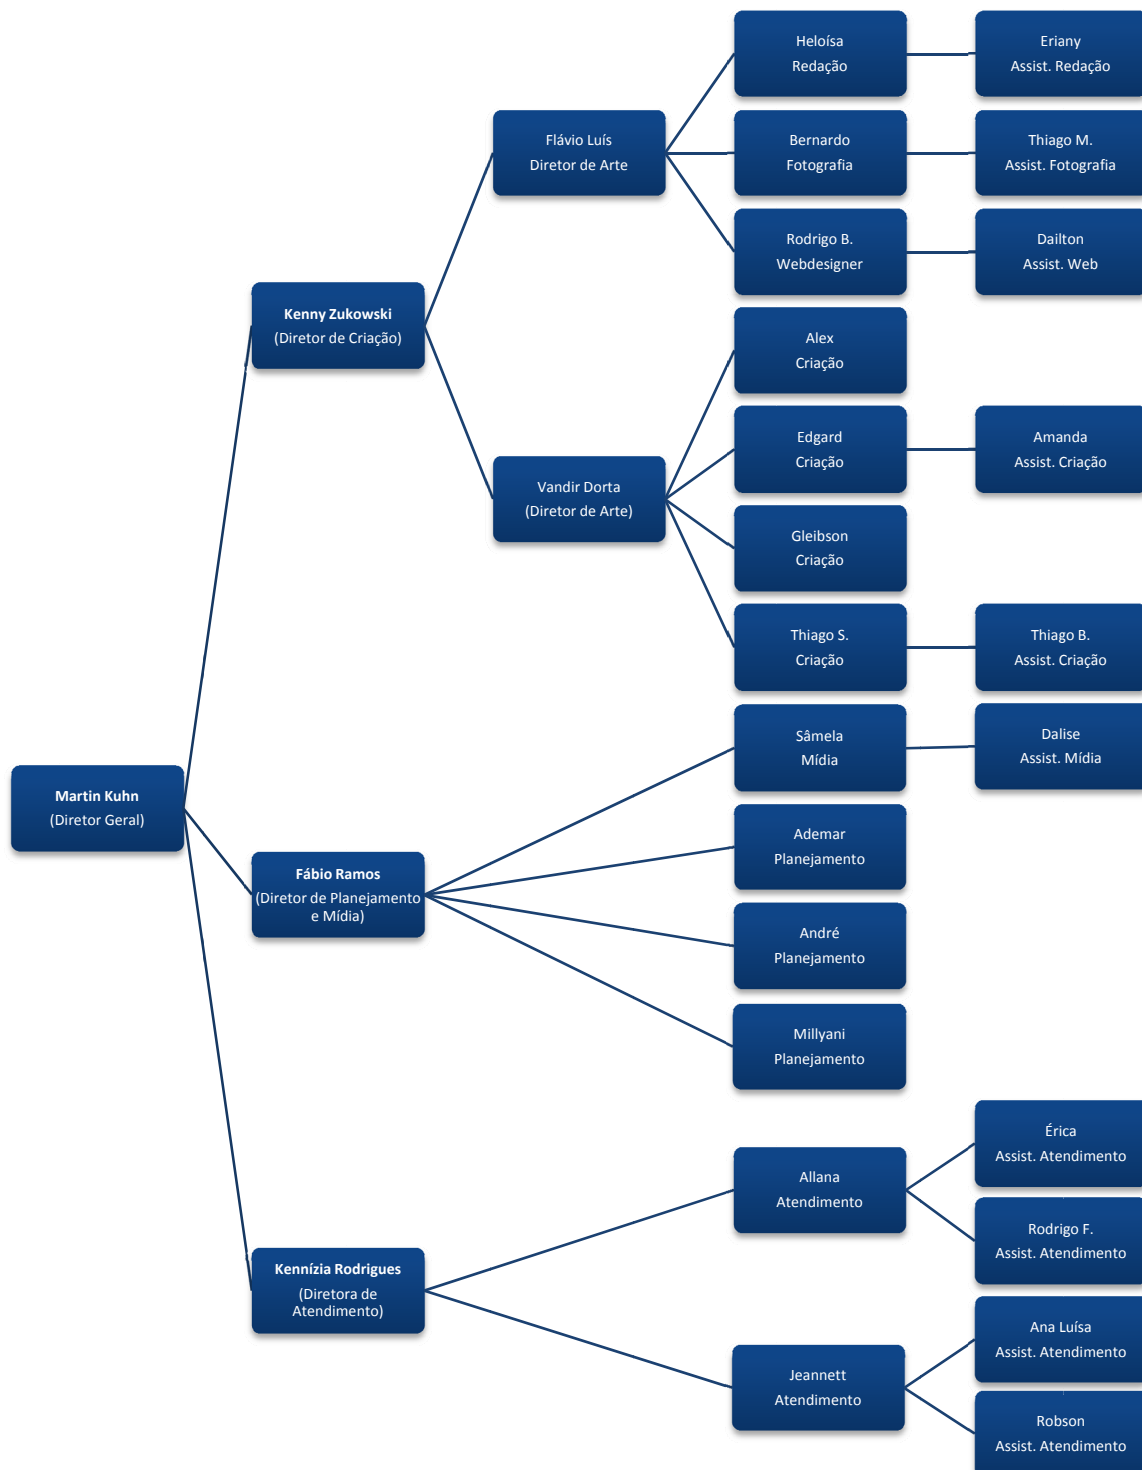 Heloísa
Redação
Eriany
Assist. Redação
Flávio Luís
Diretor de Arte
Bernardo
Fotografia
Thiago M.
Assist. Fotografia
Rodrigo B.
Webdesigner
Dailton
Assist. Web
Kenny Zukowski
(Diretor de Criação)
Alex
Criação
Edgard
Criação
Amanda
Assist. Criação
Vandir Dorta
(Diretor de Arte)
Gleibson
Criação
Thiago S.
Criação
Thiago B.
Assist. Criação
Sâmela
Mídia
Dalise
Assist. Mídia
Martin Kuhn
(Diretor Geral)
Ademar
Planejamento
Fábio Ramos
(Diretor de Planejamento
e Mídia)
André
Planejamento
Millyani
Planejamento
Érica
Assist. Atendimento
Allana
Atendimento
Rodrigo F.
Assist. Atendimento
Kennízia Rodrigues
(Diretora de
Atendimento)
Ana Luísa
Assist. Atendimento
Jeannett
Atendimento
Robson
Assist. Atendimento